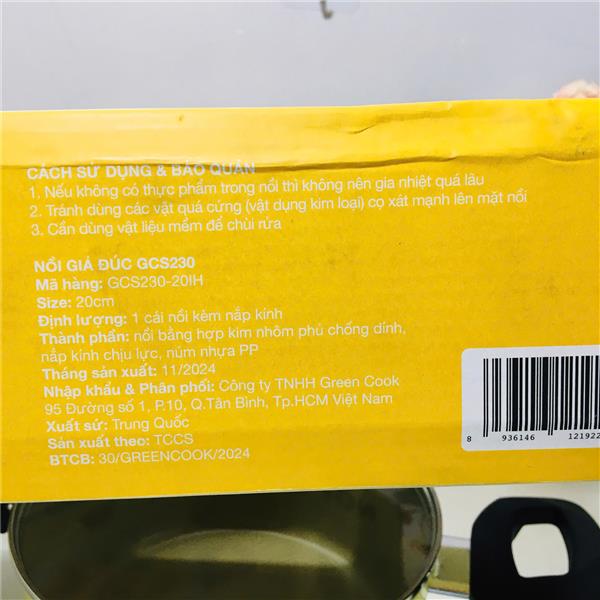 CÁCH SỬ DỤNG & BẢO QUẢN
1. Nếu không có thực phẩm trong nồi thì không nên gia nhiệt quá lâu
2. Tránh dùng các vật quá cứng (vật dụng kim loại) cọ xát mạnh lên mặt nồi
3. Cần dùng vật liệu mềm để chùi rửa
NỒI GIẢ ĐÚC GCS230
Mã hàng: GCS230-20IH
Size: 20cm
Định lượng: 1 cái nồi kèm nắp kính
Thành phần: nồi bằng hợp kim nhôm phủ chống dính,
nắp kính chịu lực, núm nhựa PP
Tháng sản xuất: 11/2024
Nhập khẩu & Phân phối: Công ty TNHH Green Cook
95 Đường số 1, P.10, Q.Tân Bình, Tp.HCM Việt Nam
Xuất sứ: Trung Quốc
Sản xuất theo: TCCS
BTCB: 30/GREENCOOK/2024
8 936146 121922